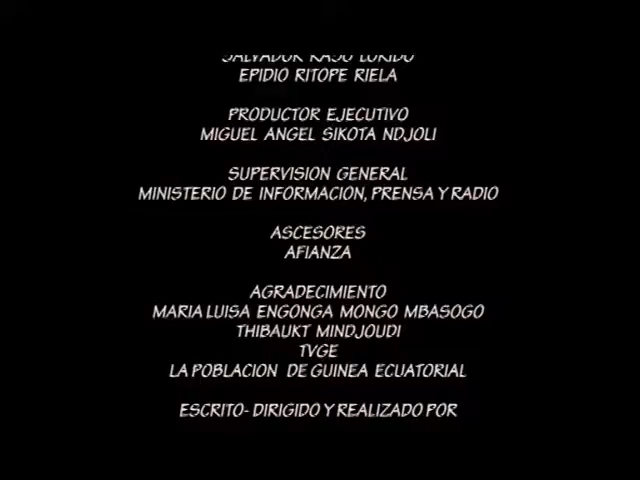 EPIDIO RITOPE RIELA
PRODUCTOR EJECUTIVO
MIGUEL ANGEL SIKOTA NDJOLI
SUPERVISION GENERAL
MINISTERIO DE INFORMACION, PRENSA Y RADIO
ASCESORES
AFIANZA
AGRADECIMIENTO
MARIA LUISA ENGONGA MONGO MBASOGO
THIBAUKT MINDJOUDI
TVGE
LA POBLACION DE GUINEA ECUATORIAL
ESCRITO- DIRIGIDO Y REALIZADO POR